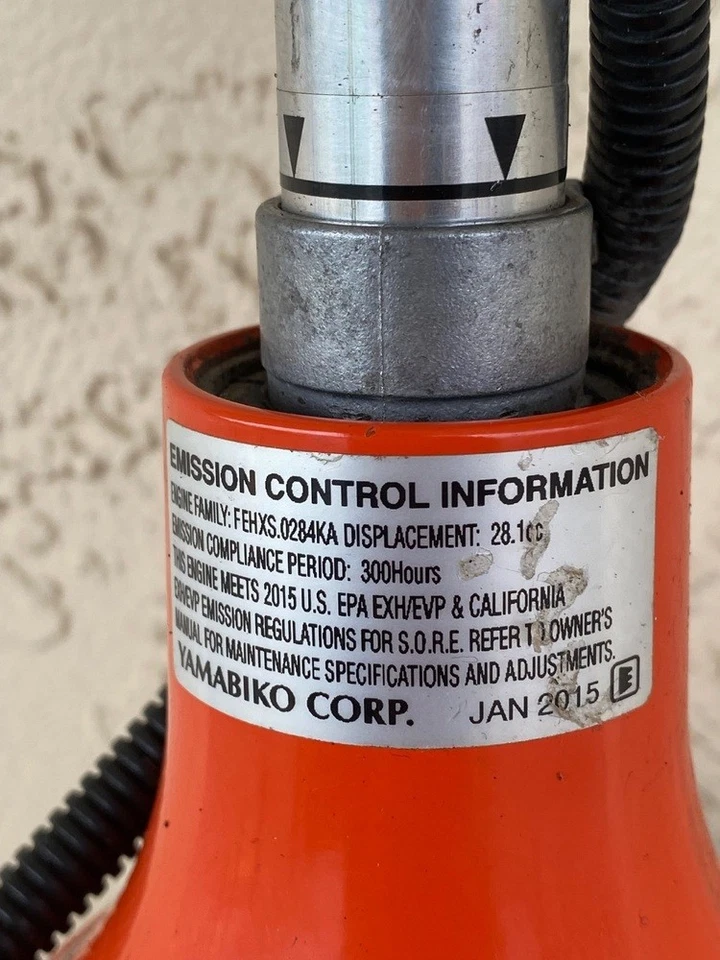 EMISSION CONTROL INFORMATION
ENGINE FAMILY: FEHXS.0284KA DISPLACEMENT: 28.1cc
EMISSION COMPLIANCE PERIOD: 300Hours
THIS ENGINE MEETS 2015 U.S. EPA EXH/EVP & CALIFORNIA
EXH/EVP EMISSION REGULATIONS FOR S.O.R.E. REFER TO OWNER'S
MANUAL FOR MAINTENANCE SPECIFICATIONS AND ADJUSTMENTS.
YAMABIKO CORP. JAN 2015